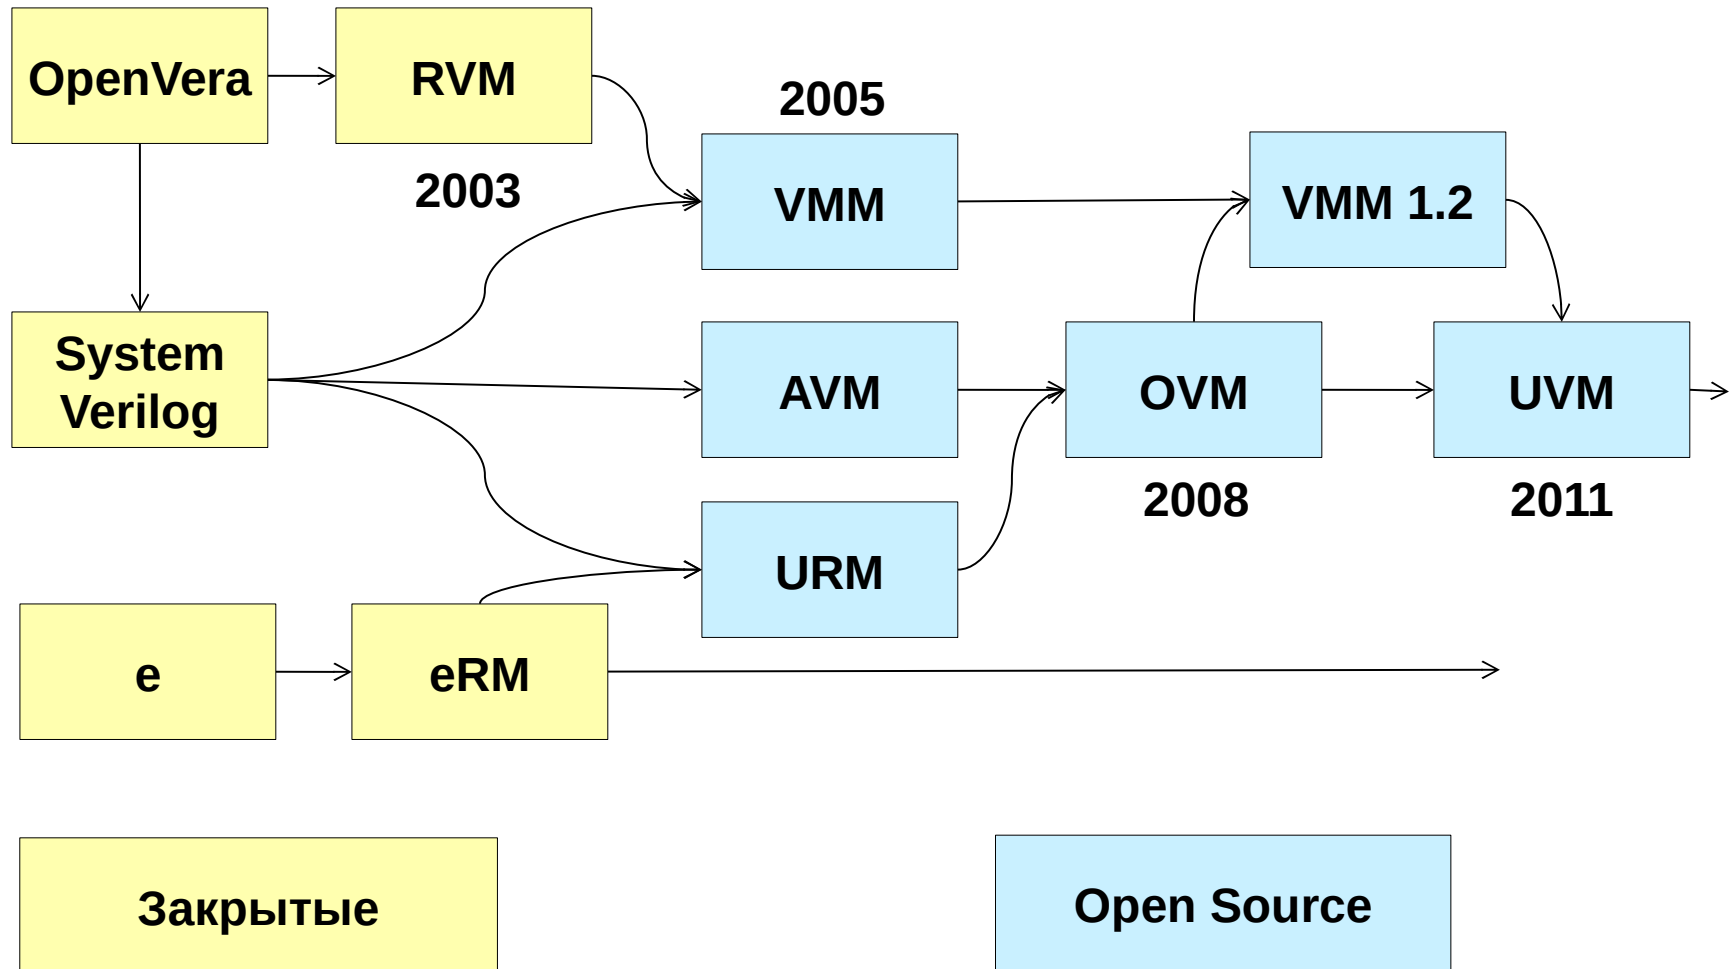 OpenVera
RVM
2005
2003
VMM
VMM 1.2
System
Verilog
AVM
OVM
UVM
2008
2011
URM
e
eRM
Закрытые
Open Source